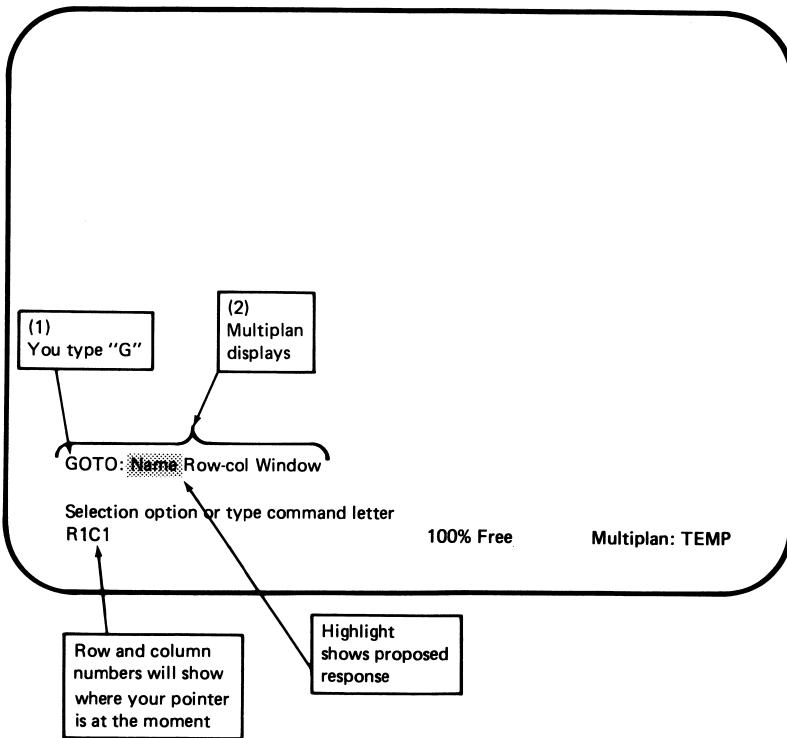 (1)
You type "G"
(2)
Multiplan
displays
GOTO: Name Row-col Window
Selection option or type command letter
R1C1 100% Free Multiplan: TEMP
Row and column
numbers will show
where your pointer
is at the moment
Highlight
shows proposed
response